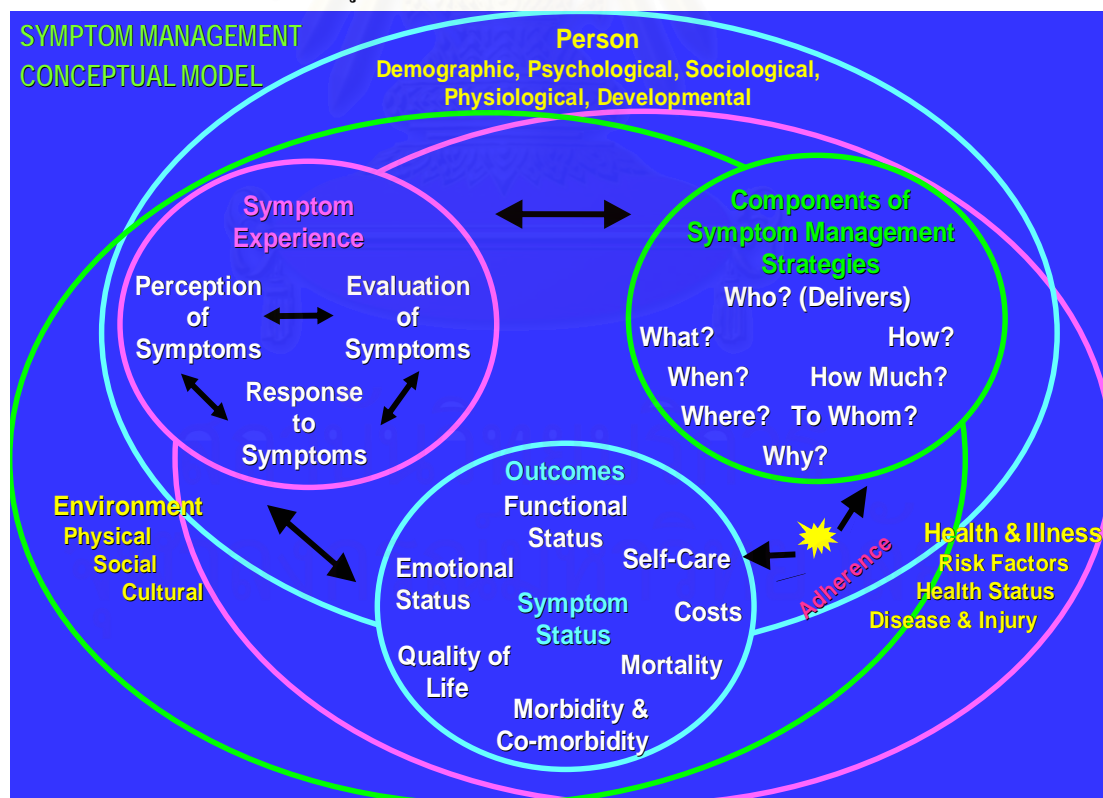 SYMPTOM MANAGEMENT
CONCEPTUAL MODEL
Person
Demographic, Psychological, Sociological,
Physiological, Developmental
Symptom
Experience
Perception
of
Symptoms
Evaluation
of
Symptoms
Response
to
Symptoms
Components of
Symptom Management
Strategies
Who? (Delivers)
What?
How?
When?
How Much?
Where?
To Whom?
Why?
Outcomes
Functional
Status
Self-Care
Emotional
Status
Symptom
Status
Costs
Quality of
Life
Mortality
Morbidity &
Co-morbidity
Adherence
Environment
Physical
Social
Cultural
Health & Illness
Risk Factors
Health Status
Disease & Injury